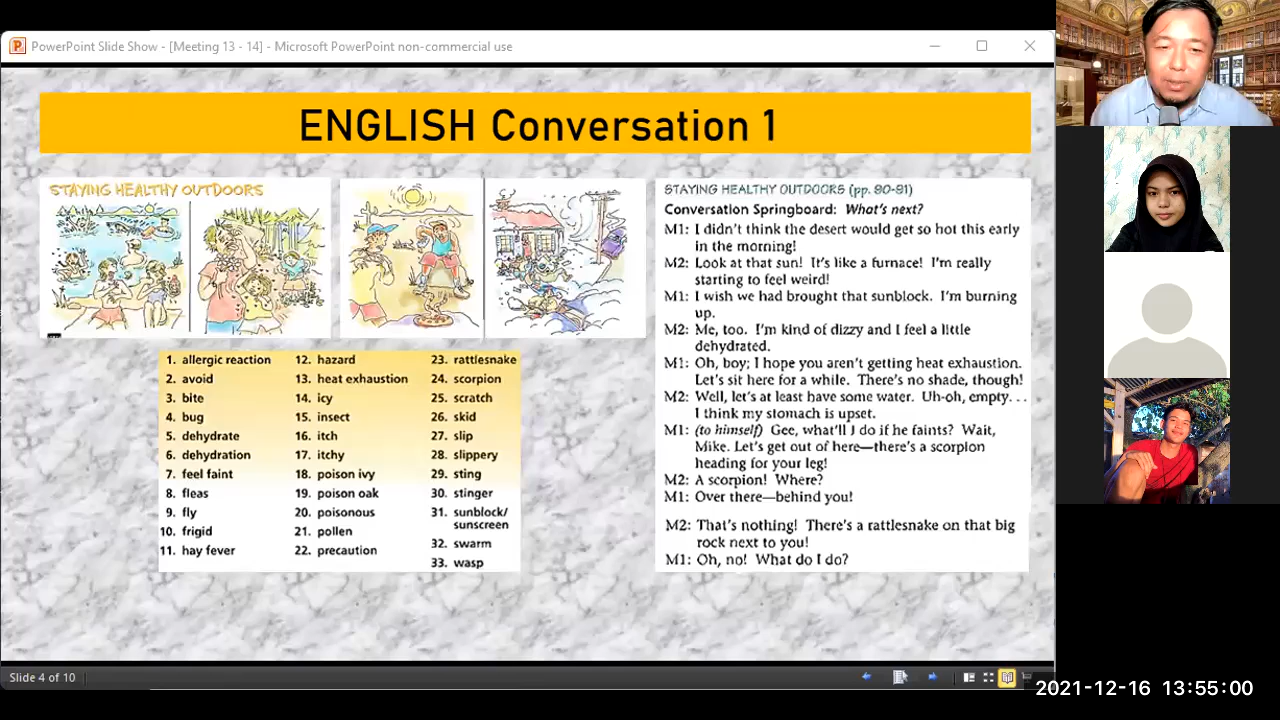 PowerPoint Slide Show - [Meeting 13 - 14] - Microsoft PowerPoint non-commercial use
ENGLISH Conversation 1
STAYING HEALTHY OUTDOORS
1. allergic reaction
2. avoid
3. bite
4. bug
5. dehydrate
6. dehydration
7. feel faint
8. fleas
9. fly
10. frigid
11. hay fever
12. hazard
13. heat exhaustion
14. icy
15. insect
16. itch
17. itchy
18. poison ivy
19. poison oak
20. poisonous
21. pollen
22. precaution
23. rattlesnake
24. scorpion
25. scratch
26. skid
27. slip
28. slippery
29. sting
30. stinger
31. sunblock/
sunscreen
32. swarm
33. wasp
STAYING HEALTHY OUTDOORS (pp. 90-91)
Conversation Springboard: What's next?
M1: I didn't think the desert would get so hot this early
in the morning!
M2: Look at that sun! It's like a furnace! I'm really
starting to feel weird!
M1: I wish we had brought that sunblock. I'm burning
up.
M2: Me, too. I'm kind of dizzy and I feel a little
dehydrated.
M1: Oh, boy; I hope you aren't getting heat exhaustion.
Let's sit here for a while. There's no shade, though!
M2: Well, let's at least have some water. Uh-oh, empty. . .
I think my stomach is upset.
M1: (to himself) Gee, what'll I do if he faints? Wait,
Mike. Let's get out of here—there's a scorpion
heading for your leg!
M2: A scorpion! Where?
M1: Over there—behind you!
M2: That's nothing! There's a rattlesnake on that big
rock next to you!
M1: Oh, no! What do I do?
Slide 4 of 10
2021-12-16 13:55:00